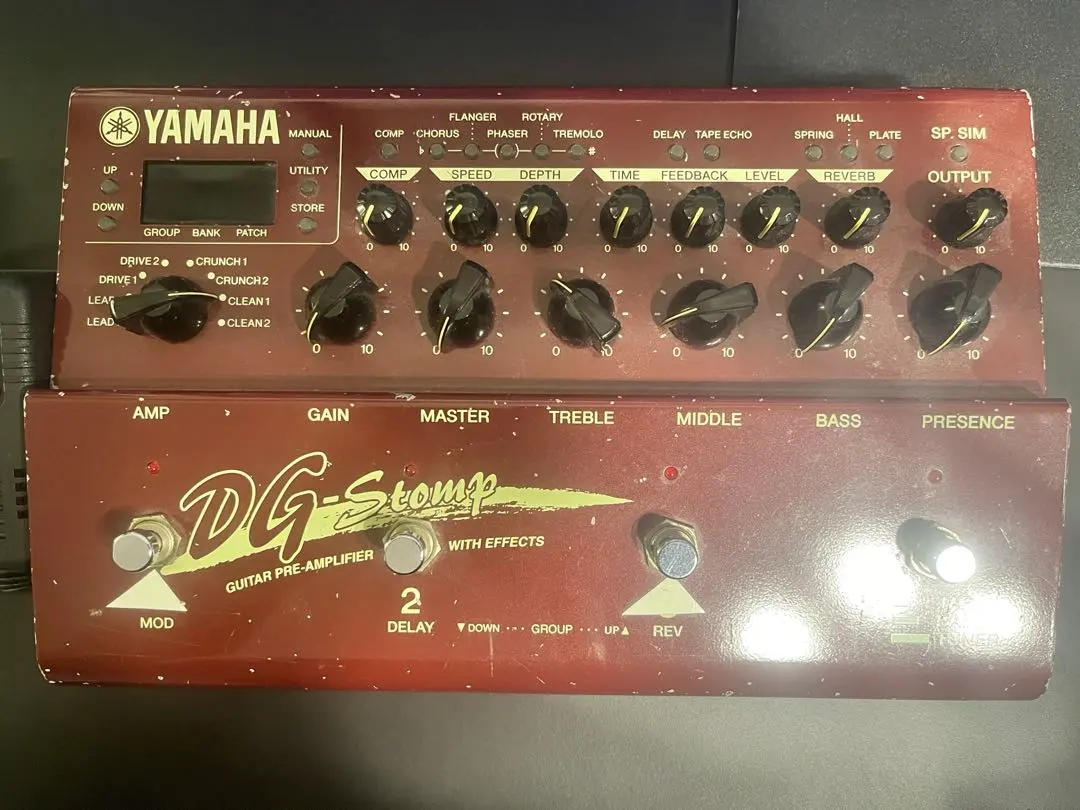 YAMAHA
MANUAL
UP
UTILITY
DOWN
STORE
GROUP BANK PATCH
FLANGER ROTARY HALL
COMP CHORUS PHASER TREMOLO DELAY TAPE ECHO SPRING PLATE SP. SIM
COMP SPEED DEPTH TIME FEEDBACK LEVEL REVERB OUTPUT
0 10 0 10 0 10 0 10 0 10 0 10 0 10 0 10
DRIVE 2 CRUNCH 1
DRIVE 1 CRUNCH 2
CLEAN 1
CLEAN 2
0 10 0 10 0 10 0 10 0 10 0 10
AMP GAIN MASTER TREBLE MIDDLE BASS PRESENCE
DG-Stomp
GUITAR PRE-AMPLIFIER WITH EFFECTS
2
MOD DELAY ▼DOWN ··· GROUP ··· UP▲ REV